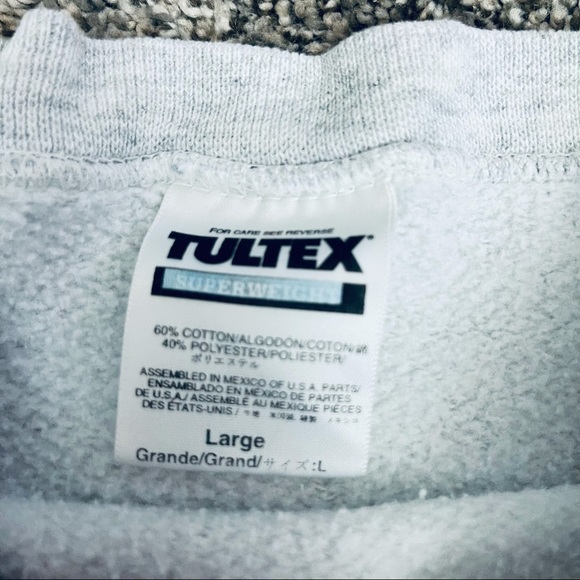 FOR CARE SEE REVERSE
TULTEX
SUPERWEIGHT
60% COTTON/ALGODÓN/COTON/綿
40% POLYESTER/POLIESTER/
ポリエステル
ASSEMBLED IN MEXICO OF U.S.A. PARTS/
ENSAMBLADO EN MEXICO DE PARTES
DE U.S.A./ ASSEMBLÉ AU MEXIQUE PIÈCES
DES ÉTATS-UNIS/
Large
Grande/Grand/サイズ:L